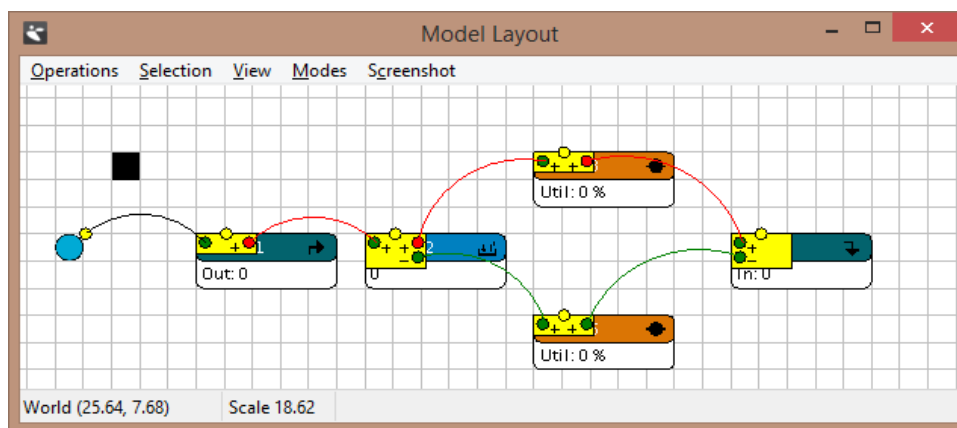 Model Layout
Operations Selection View Modes Screenshot
Util: 0 %
1
2
Out: 0
0
In: 0
Util: 0 %
World (25.64, 7.68) Scale 18.62